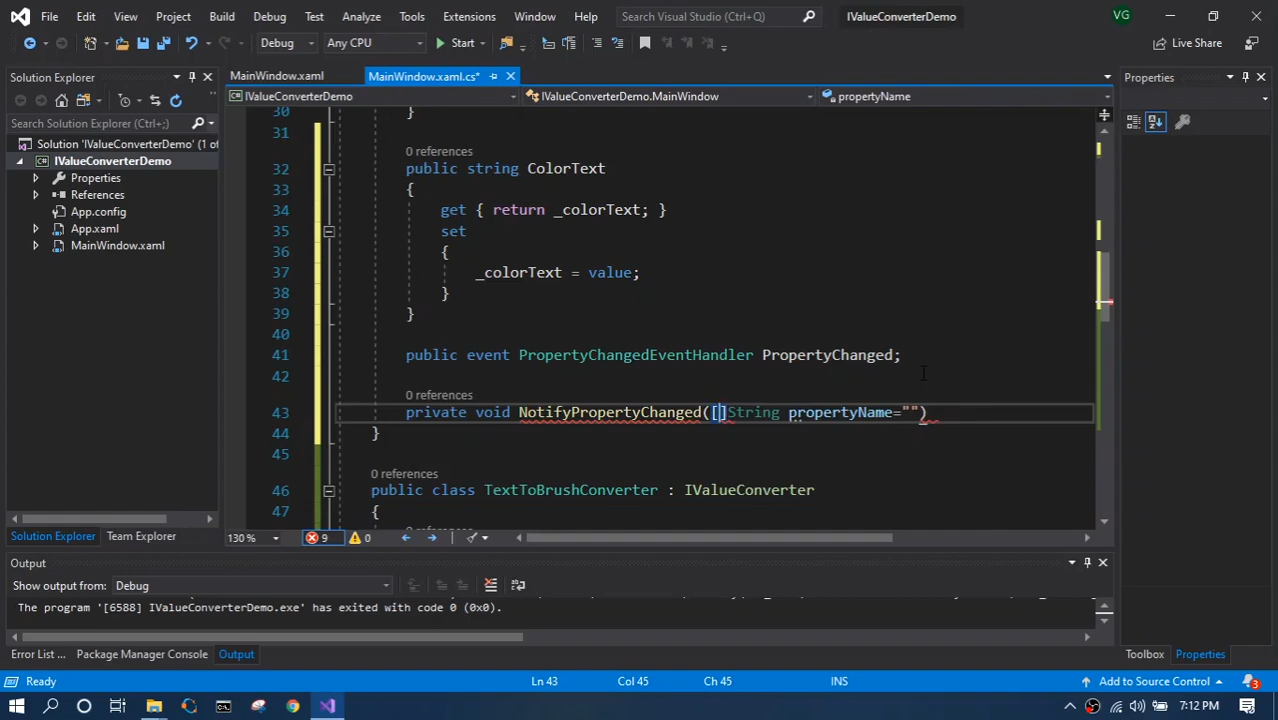 File Edit View Project Build Debug Test Analyze Tools Extensions Window Help Search Visual Studio (Ctrl+Q) IValueConverterDemo VG
Debug Any CPU Start Live Share
Solution Explorer MainWindow.xaml MainWindow.xaml.cs* Properties
IValueConverterDemo IValueConverterDemo.MainWindow propertyName
Search Solution Explorer (Ctrl+;)
Solution 'IValueConverterDemo' (1 of
IValueConverterDemo
Properties
References
App.config
App.xaml
MainWindow.xaml
30 }
31
0 references
32 public string ColorText
33 {
34 get { return _colorText; }
35 set
36 {
37 _colorText = value;
38 }
39 }
40
41 public event PropertyChangedEventHandler PropertyChanged;
42
0 references
43 private void NotifyPropertyChanged([]String propertyName="")
44 }
45
0 references
46 public class TextToBrushConverter : IValueConverter
47 {
Solution Explorer Team Explorer 130 % 9 0
Output
Show output from: Debug
The program '[6588] IValueConverterDemo.exe' has exited with code 0 (0x0).
Error List ... Package Manager Console Output Toolbox Properties
Ready Ln 43 Col 45 Ch 45 INS Add to Source Control 3
7:12 PM